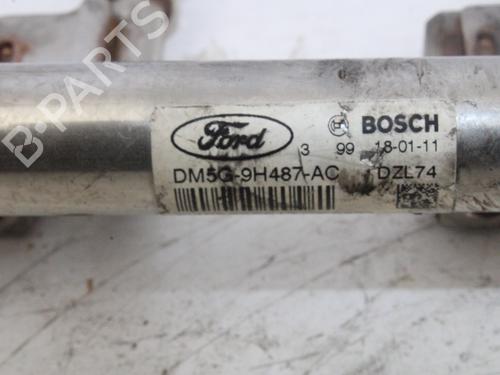 B-PARTS
Ford
3 99
BOSCH
18-01-11
DM5G-9H487-AC
DZL74